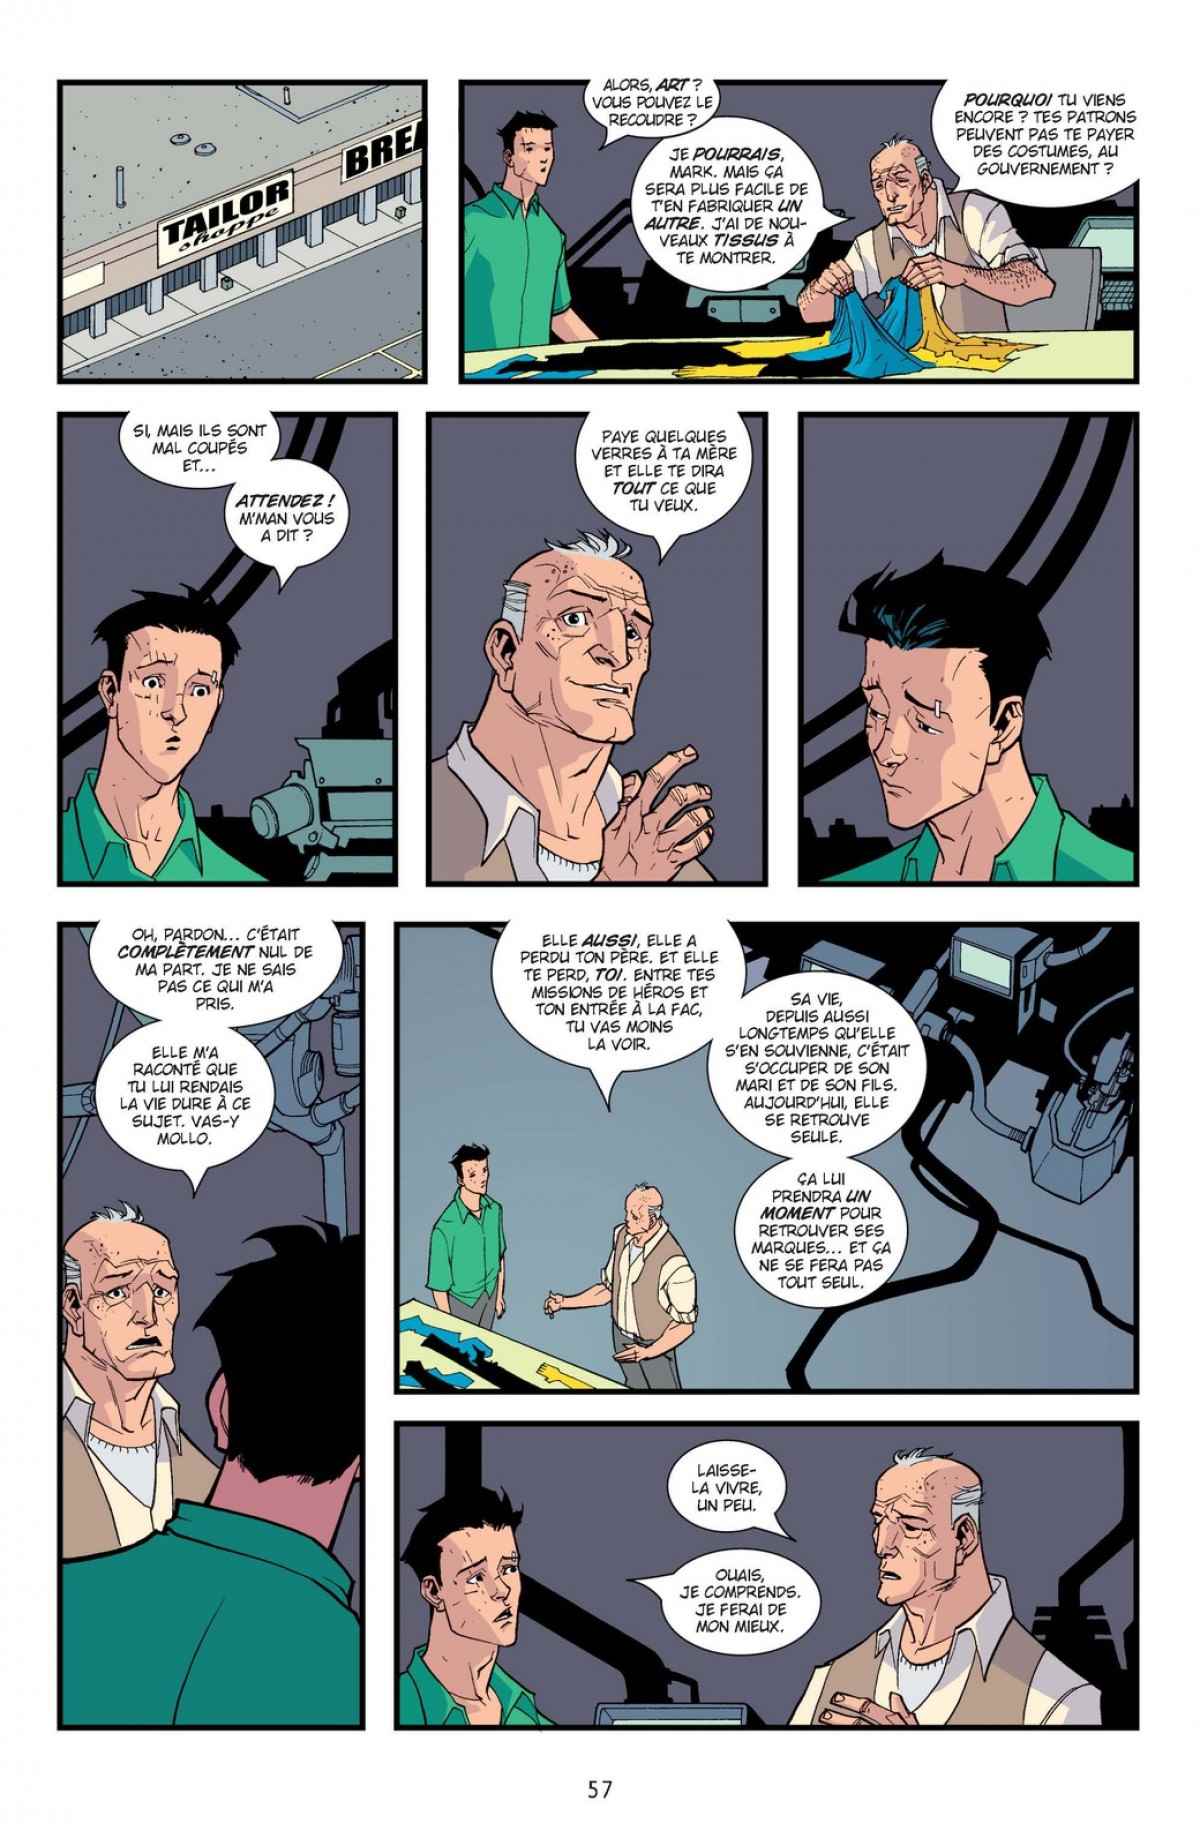 TAILOR
shoppe
BREA
ALORS, ART ?
VOUS POUVEZ LE
RECOUDRE ?
JE POURRAIS,
MARK. MAIS ÇA
SERA PLUS FACILE DE
T'EN FABRIQUER UN
AUTRE. J'AI DE NOU-
VEAUX TISSUS À
TE MONTRER.
POURQUOI TU VIENS
ENCORE ? TES PATRONS
PEUVENT PAS TE PAYER
DES COSTUMES, AU
GOUVERNEMENT ?
SI, MAIS ILS SONT
MAL COUPÉS
ET...
ATTENDEZ !
M'MAN VOUS
A DIT ?
PAYE QUELQUES
VERRES À TA MÈRE
ET ELLE TE DIRA
TOUT CE QUE
TU VEUX.
OH, PARDON... C'ÉTAIT
COMPLÈTEMENT NUL DE
MA PART. JE NE SAIS
PAS CE QUI M'A
PRIS.
ELLE M'A
RACONTÉ QUE
TU LUI RENDAIS
LA VIE DURE À CE
SUJET. VAS-Y
MOLLO.
ELLE AUSSI, ELLE A
PERDU TON PÈRE. ET ELLE
TE PERD, TOI. ENTRE TES
MISSIONS DE HÉROS ET
TON ENTRÉE À LA FAC,
TU VAS MOINS
LA VOIR.
SA VIE,
DEPUIS AUSSI
LONGTEMPS QU'ELLE
S'EN SOUVIENNE, C'ÉTAIT
S'OCCUPER DE SON
MARI ET DE SON FILS.
AUJOURD'HUI, ELLE
SE RETROUVE
SEULE.
ÇA LUI
PRENDRA UN
MOMENT POUR
RETROUVER SES
MARQUES... ET ÇA
NE SE FERA PAS
TOUT SEUL.
LAISSE-
LA VIVRE,
UN PEU.
OUAIS,
JE COMPRENDS.
JE FERAI DE
MON MIEUX.
57